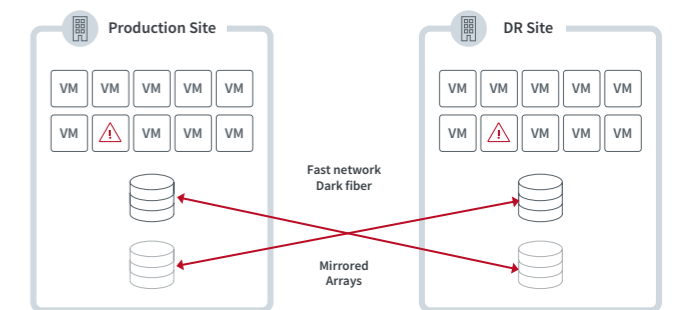 Production Site
VM VM VM VM VM
VM ! VM VM VM
Fast network
Dark fiber
Mirrored
Arrays
DR Site
VM VM VM VM VM
VM ! VM VM VM